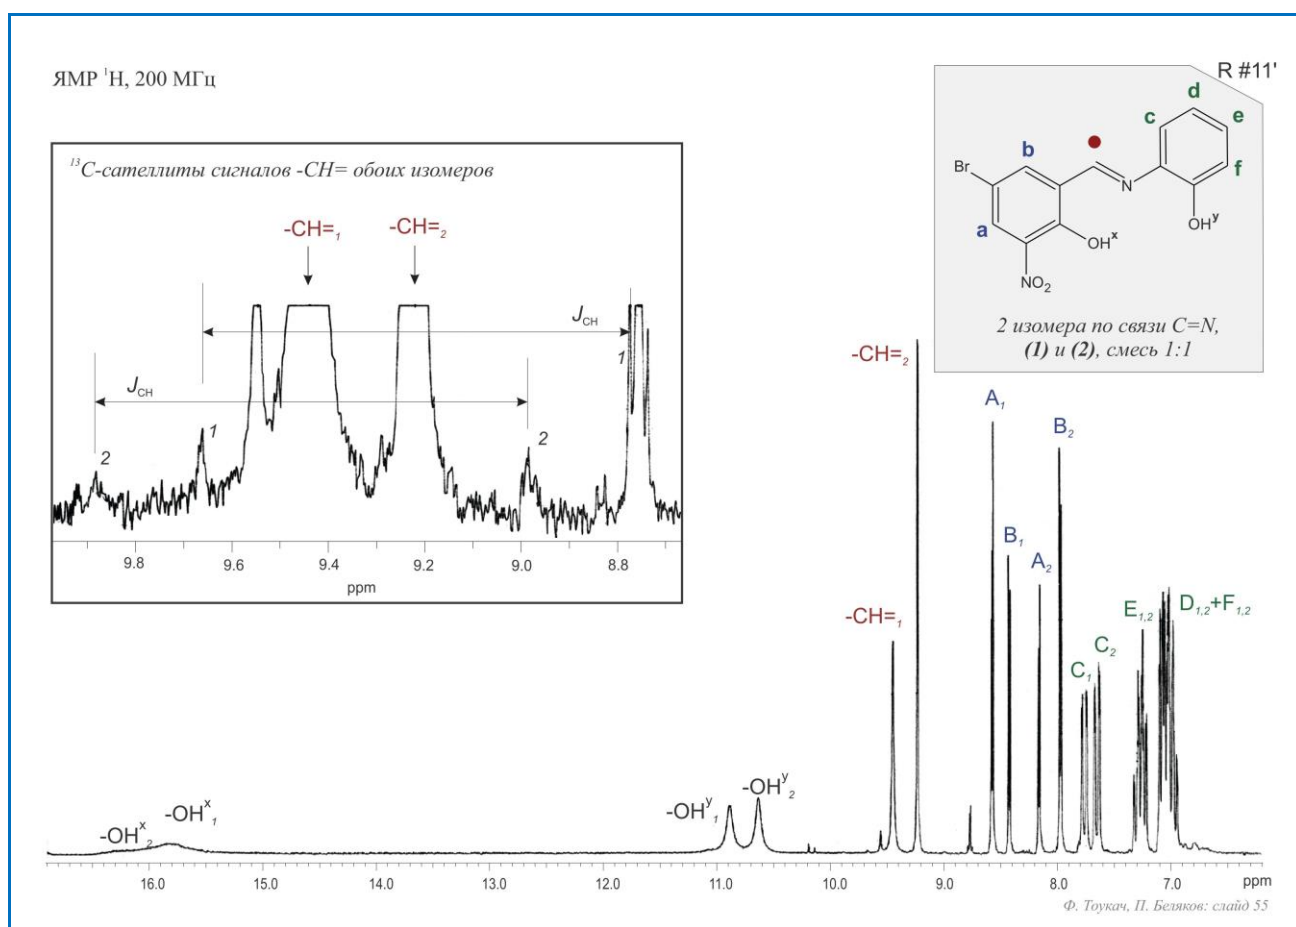 ЯМР ¹H, 200 МГц
R #11'
¹³C-сателлиты сигналов -CH= обоих изомеров
-CH=₁ -CH=₂
J_CH
1
J_CH
1
2
2
9.8 9.6 9.4 9.2 9.0 8.8
ppm
d
c e
b
f
Br
N
a
OHˣ
OHʸ
NO₂
2 изомера по связи C=N,
(1) и (2), смесь 1:1
-CH=₂
A₁
B₂
B₁
A₂
-CH=₁
E₁,₂
D₁,₂+F₁,₂
C₂
C₁
-OHˣ₂
-OHˣ₁
-OHʸ₁
-OHʸ₂
16.0 15.0 14.0 13.0 12.0 11.0 10.0 9.0 8.0 7.0 ppm
Ф. Тоукач, П. Беляков: слайд 55